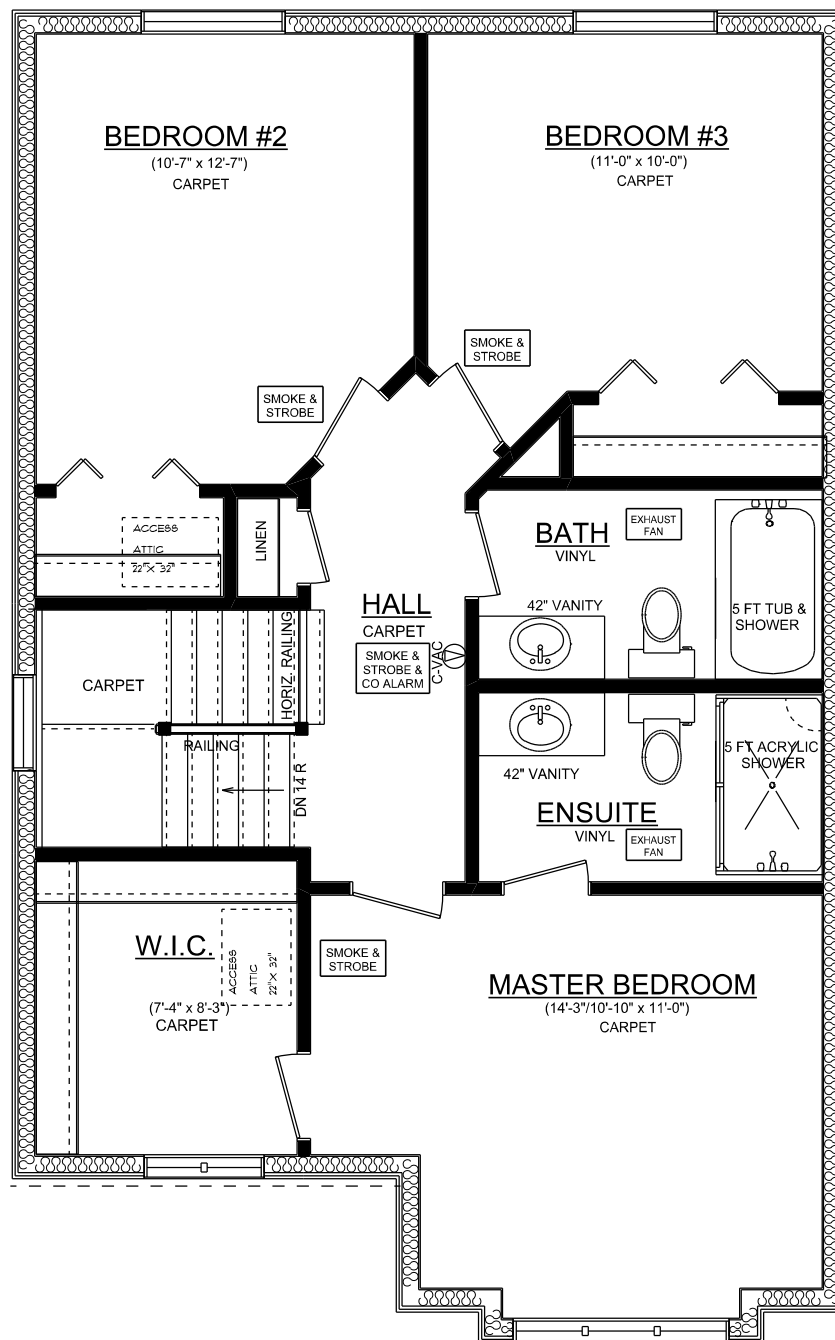 BEDROOM #2
(10'-7" x 12'-7")
CARPET
BEDROOM #3
(11'-0" x 10'-0")
CARPET
SMOKE &
STROBE
SMOKE &
STROBE
ACCESS
ATTIC
22"x 32"
LINEN
BATH
VINYL
EXHAUST
FAN
HALL
CARPET
SMOKE &
STROBE &
CO ALARM
C-VAC
42" VANITY
5 FT TUB &
SHOWER
CARPET
HORIZ. RAILING
RAILING
DN 14 R
42" VANITY
5 FT ACRYLIC
SHOWER
ENSUITE
VINYL
EXHAUST
FAN
W.I.C.
(7'-4" x 8'-3")
CARPET
ACCESS
ATTIC
22"x 32"
SMOKE &
STROBE
MASTER BEDROOM
(14'-3"/10'-10" x 11'-0")
CARPET